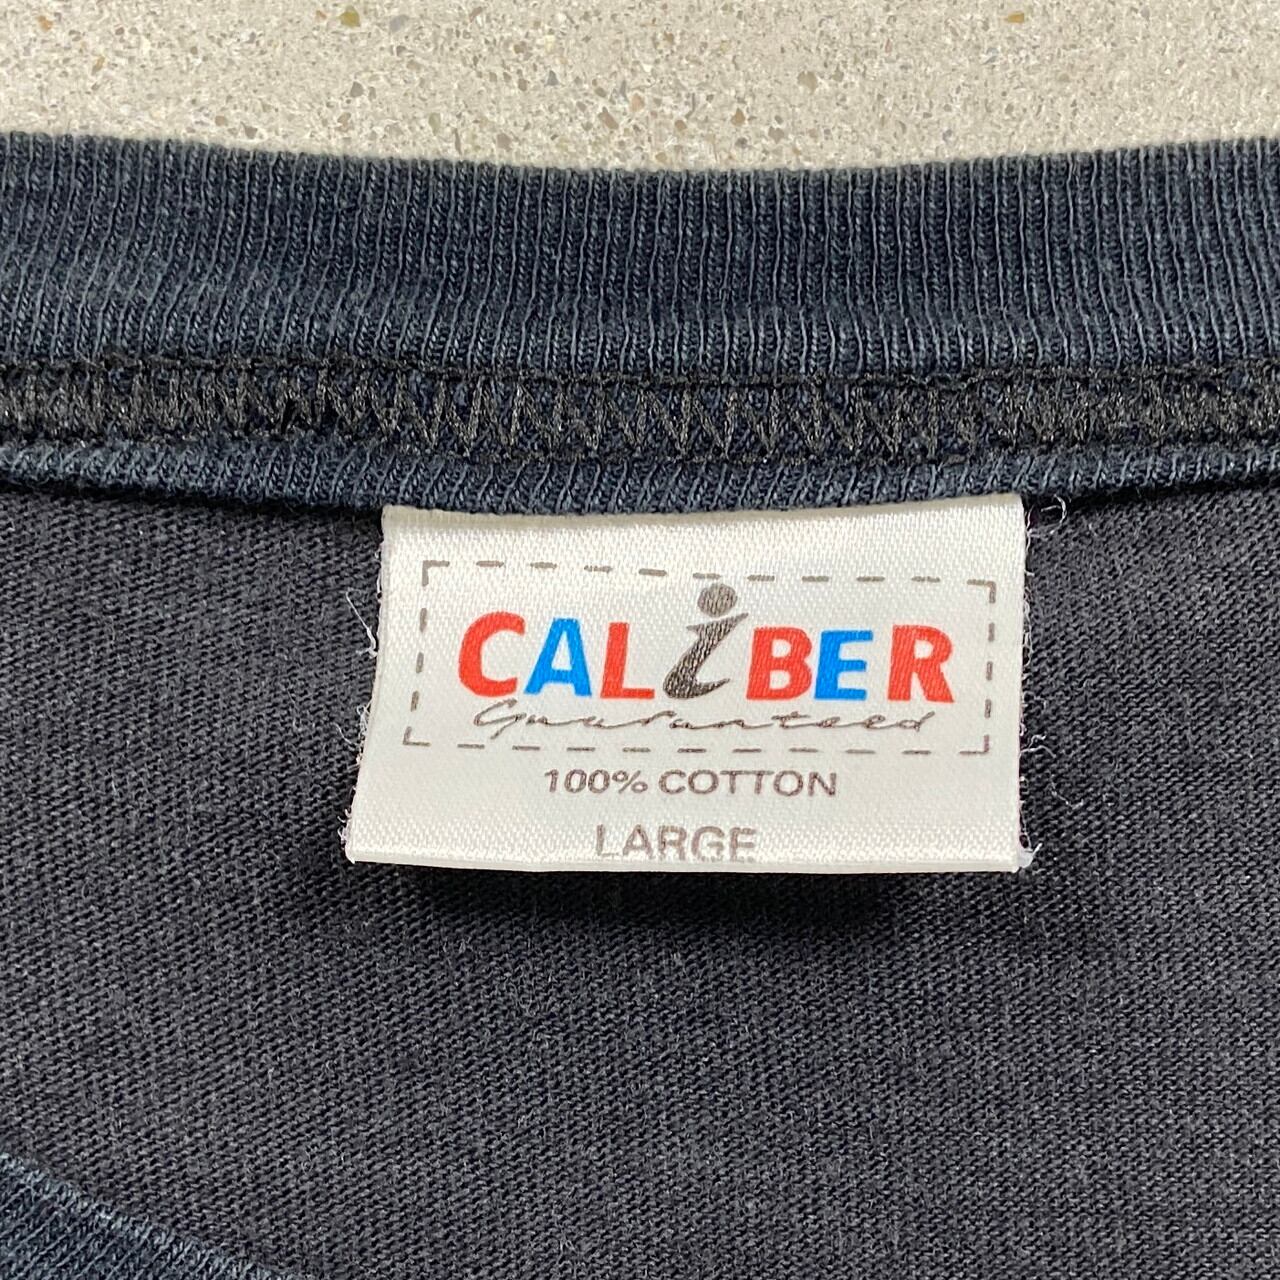 CALiBER
Guaranteed
100% COTTON
LARGE